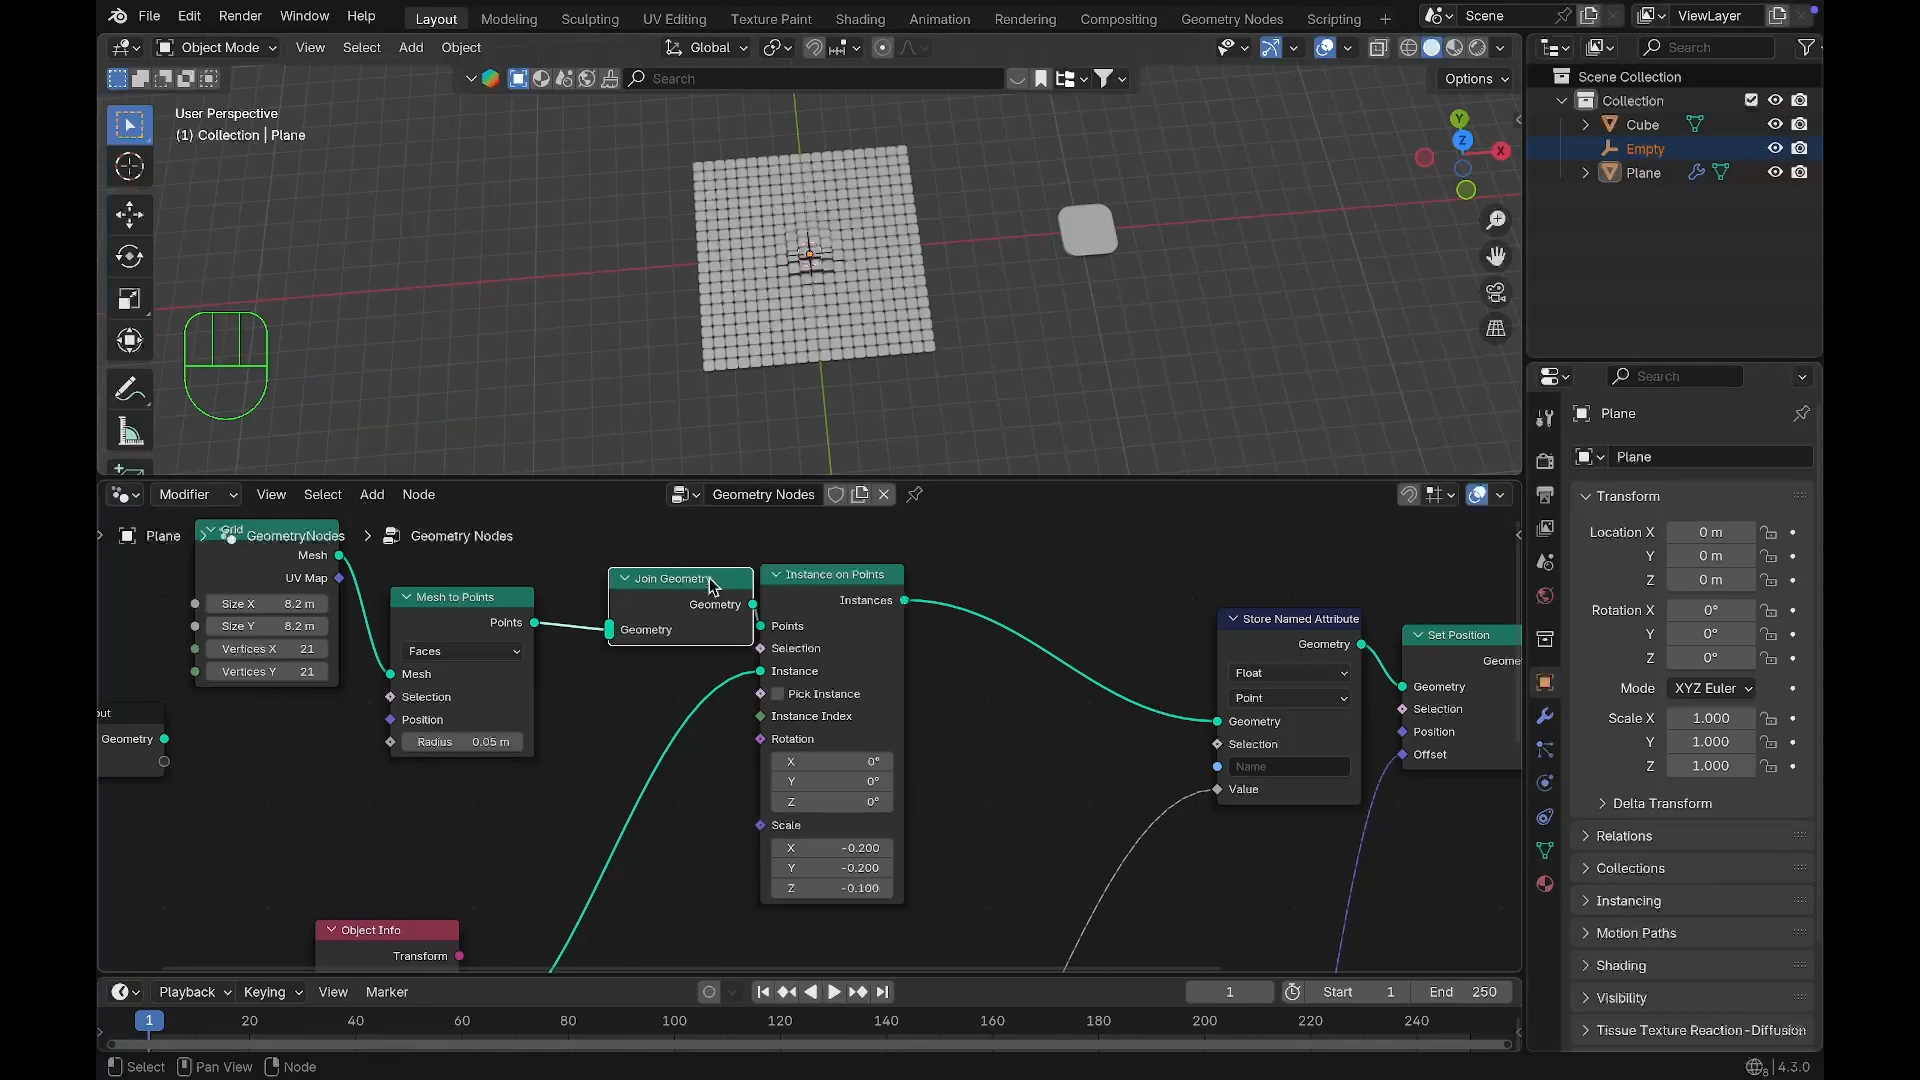 File Edit Render Window Help Layout Modeling Sculpting UV Editing Texture Paint Shading Animation Rendering Compositing Geometry Nodes Scripting + Scene ViewLayer
Object Mode View Select Add Object Global Search
Search Options
User Perspective
(1) Collection | Plane
Y
Z
X
Scene Collection
Collection
Cube
Empty
Plane
Modifier View Select Add Node Geometry Nodes
Plane > GeometryNodes > Geometry Nodes
Grid
Mesh
UV Map
Size X 8.2 m
Size Y 8.2 m
Vertices X 21
Vertices Y 21
Geometry
Mesh to Points
Points
Faces
Mesh
Selection
Position
Radius 0.05 m
Join Geometry
Geometry
Geometry
Instance on Points
Instances
Points
Selection
Instance
Pick Instance
Instance Index
Rotation
X 0°
Y 0°
Z 0°
Scale
X -0.200
Y -0.200
Z -0.100
Object Info
Transform
Store Named Attribute
Geometry
Float
Point
Geometry
Selection
Name
Value
Set Position
Geome
Geometry
Selection
Position
Offset
Search
Plane
Plane
Transform
Location X 0 m
Y 0 m
Z 0 m
Rotation X 0°
Y 0°
Z 0°
Mode XYZ Euler
Scale X 1.000
Y 1.000
Z 1.000
Delta Transform
Relations
Collections
Instancing
Motion Paths
Shading
Visibility
Tissue Texture Reaction-Diffusion
Playback Keying View Marker 1 Start 1 End 250
1 20 40 60 80 100 120 140 160 180 200 220 240
Select Pan View Node 4.3.0